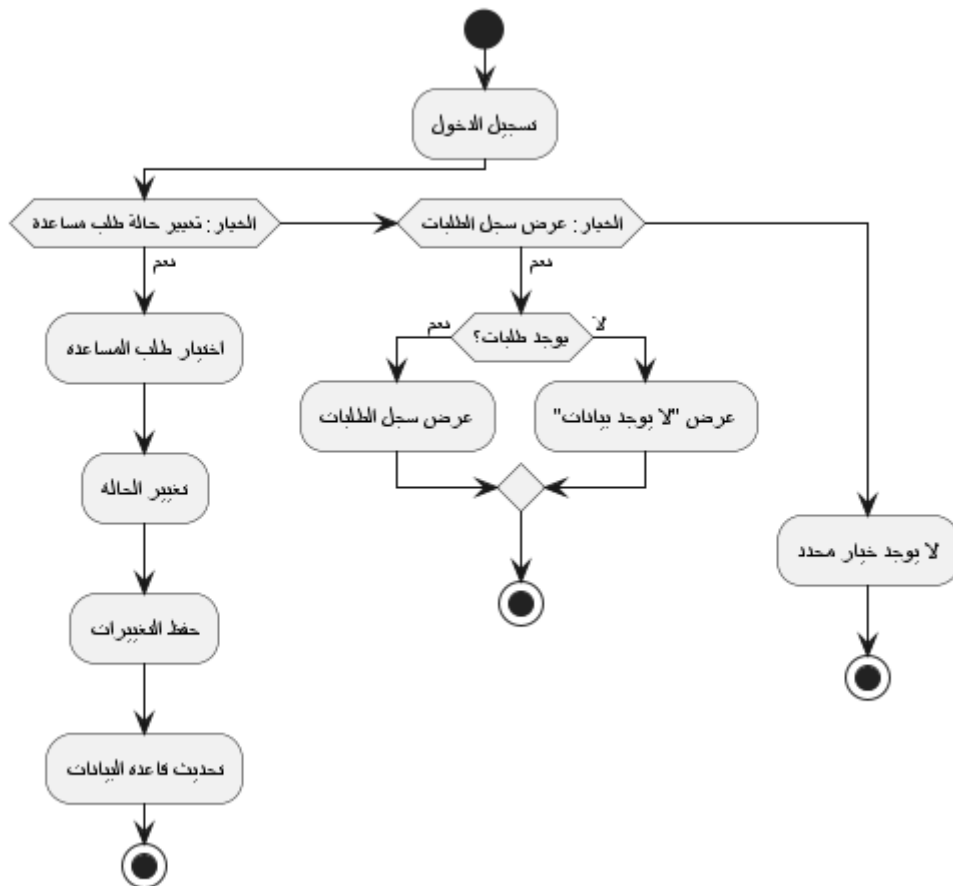 تسجيل الدخول
الخيار : تغيير حالة طلب مساعدة
الخيار : عرض سجل الطلبات
نعم
نعم
اختيار طلب المساعدة
يوجد طلبات؟
نعم
لا
عرض سجل الطلبات
عرض "لا يوجد بيانات"
تغيير الحالة
لا يوجد خيار محدد
حفظ التغييرات
تحديث قاعدة البيانات